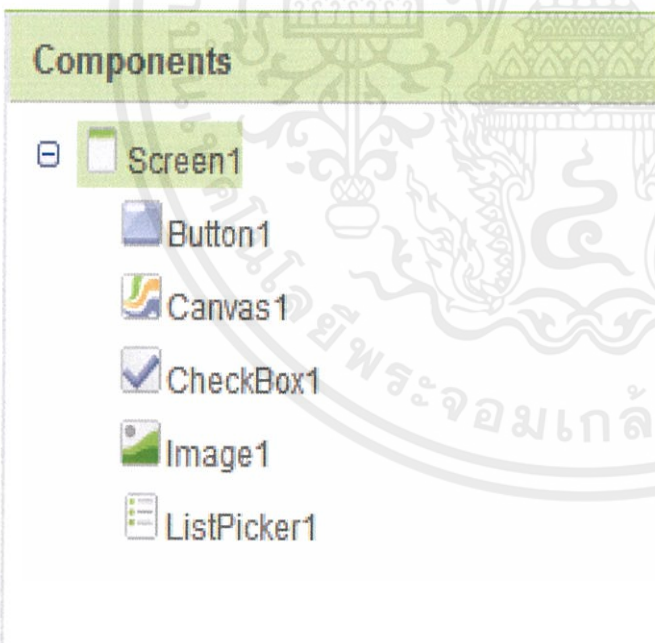 Components
Screen1
Button1
Canvas1
CheckBox1
Image1
ListPicker1